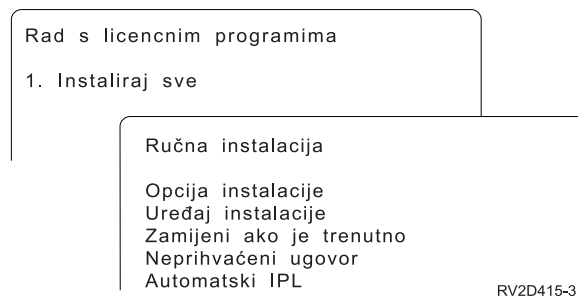 Rad s licencnim programima
1. Instaliraj sve
Ručna instalacija
Opcija instalacije
Uređaj instalacije
Zamijeni ako je trenutno
Neprihvaćeni ugovor
Automatski IPL
RV2D415-3